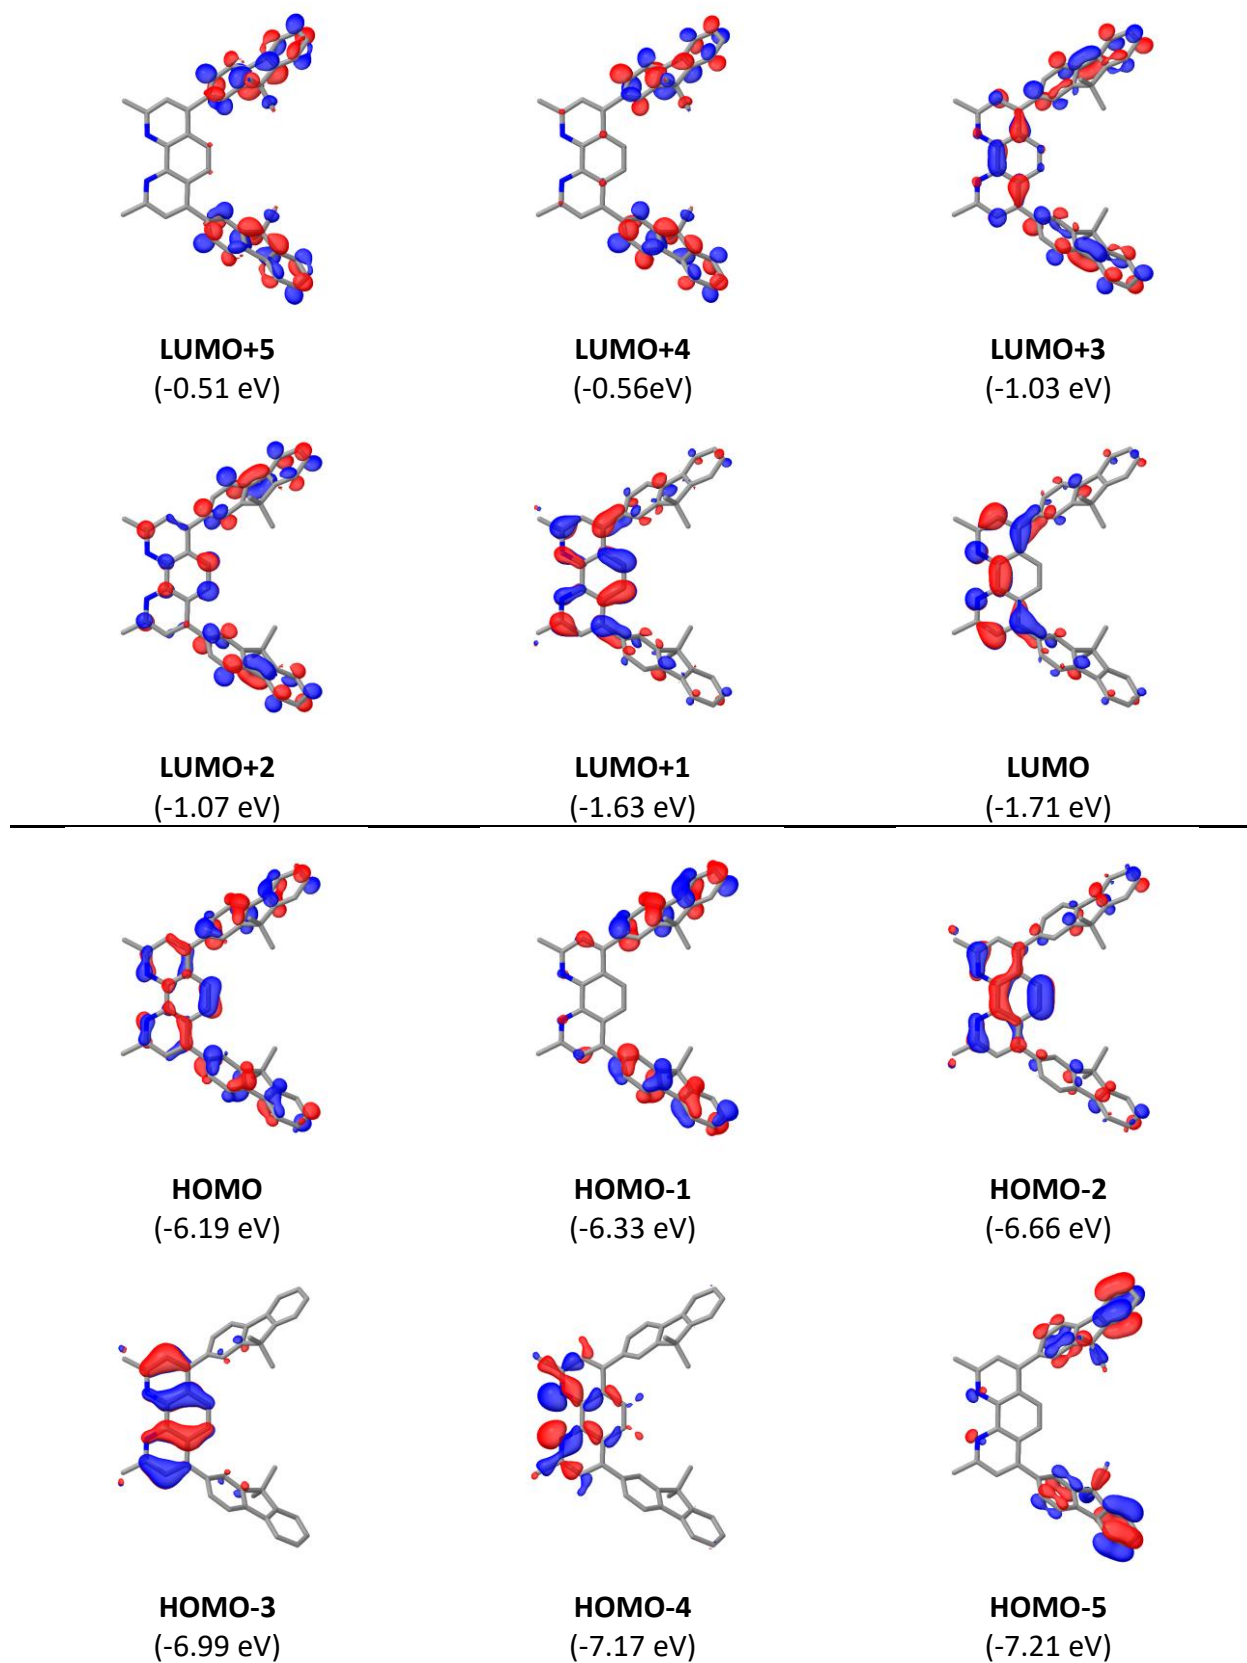 LUMO+5 LUMO+4 LUMO+3
(-0.51 eV) (-0.56eV) (-1.03 eV)
LUMO+2 LUMO+1 LUMO
(-1.07 eV) (-1.63 eV) (-1.71 eV)
HOMO HOMO-1 HOMO-2
(-6.19 eV) (-6.33 eV) (-6.66 eV)
HOMO-3 HOMO-4 HOMO-5
(-6.99 eV) (-7.17 eV) (-7.21 eV)